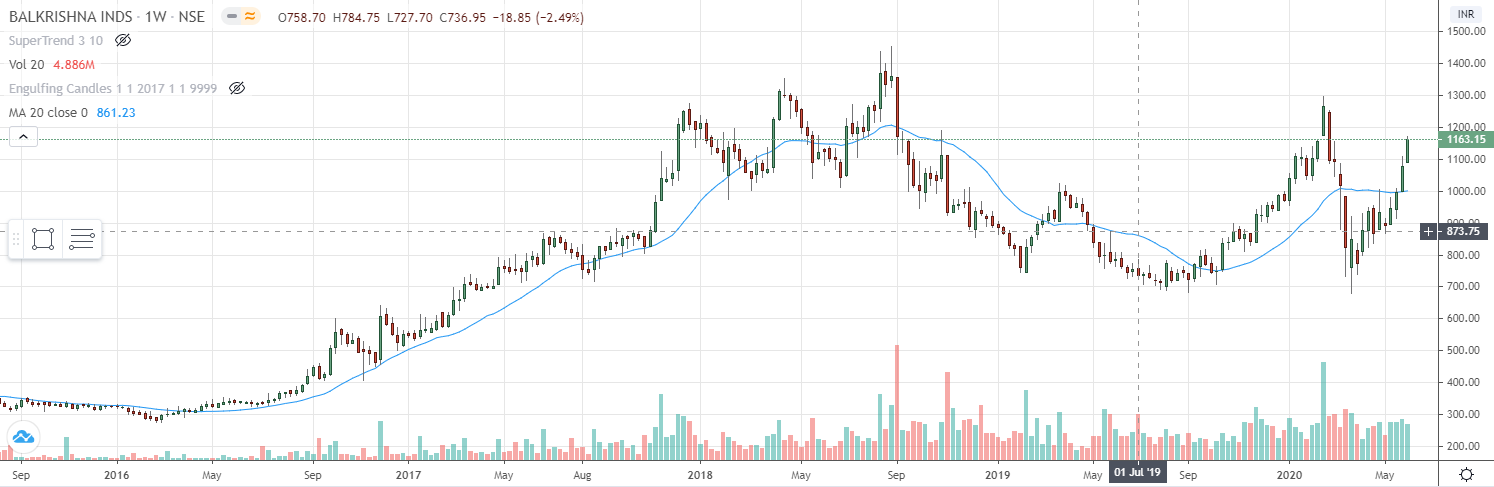 BALKRISHNA INDS · 1W · NSE O758.70 H784.75 L727.70 C736.95 −18.85 (−2.49%)
SuperTrend 3 10
Vol 20 4.886M
Engulfing Candles 1 1 2017 1 1 9999
MA 20 close 0 861.23
INR
1500.00
1400.00
1300.00
1200.00
1163.15
1100.00
1000.00
900.00
873.75
800.00
700.00
600.00
500.00
400.00
300.00
200.00
Sep 2016 May Sep 2017 May Aug 2018 May Sep 2019 May 01 Jul '19 Sep 2020 May